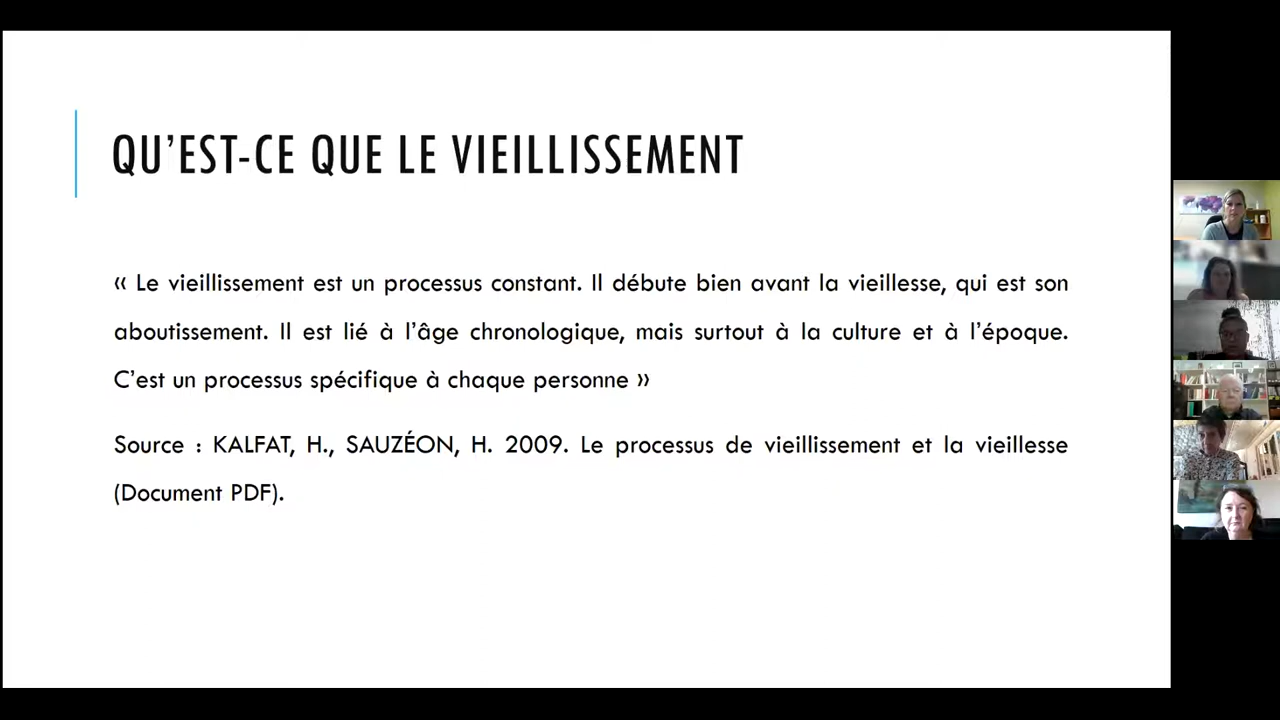 QU’EST-CE QUE LE VIEILLISSEMENT
« Le vieillissement est un processus constant. Il débute bien avant la vieillesse, qui est son
aboutissement. Il est lié à l’âge chronologique, mais surtout à la culture et à l’époque.
C’est un processus spécifique à chaque personne »
Source : KALFAT, H., SAUZÉON, H. 2009. Le processus de vieillissement et la vieillesse
(Document PDF).